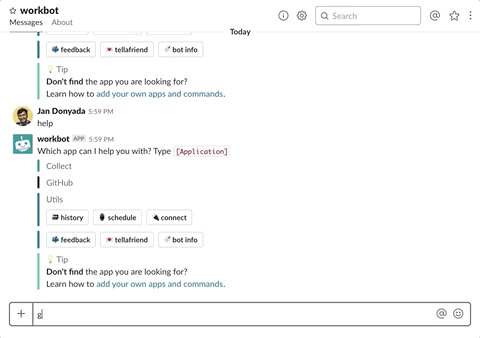 workbot
Messages About
Search
Today
feedback tellafriend bot info
Tip
Don't find the app you are looking for?
Learn how to add your own apps and commands.
Jan Donyada 5:59 PM
help
workbot APP 5:59 PM
Which app can I help you with? Type [Application]
Collect
GitHub
Utils
history schedule connect
feedback tellafriend bot info
Tip
Don't find the app you are looking for?
Learn how to add your own apps and commands.
g